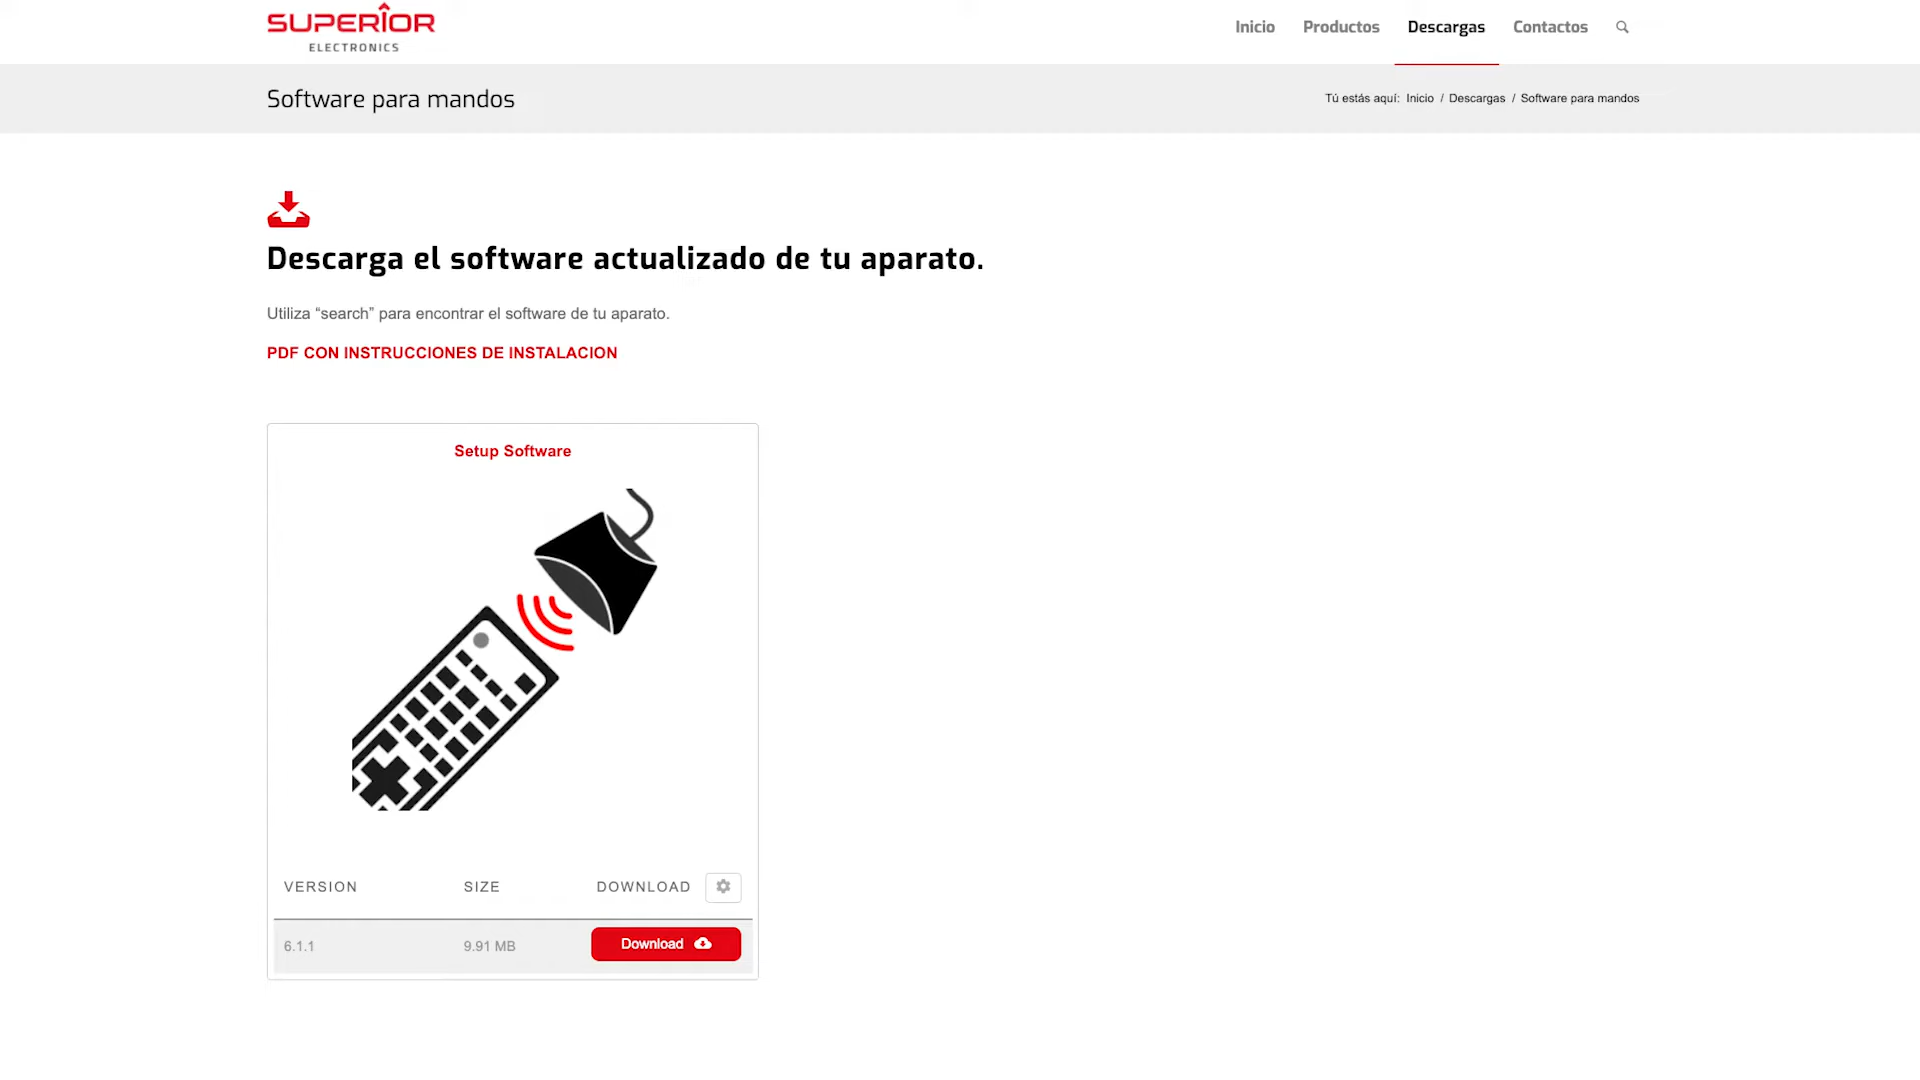 SUPERIOR
ELECTRONICS
Inicio Productos Descargas Contactos
Software para mandos
Tú estás aquí: Inicio / Descargas / Software para mandos
Descarga el software actualizado de tu aparato.
Utiliza “search” para encontrar el software de tu aparato.
PDF CON INSTRUCCIONES DE INSTALACION
Setup Software
VERSION SIZE DOWNLOAD
6.1.1 9.91 MB Download